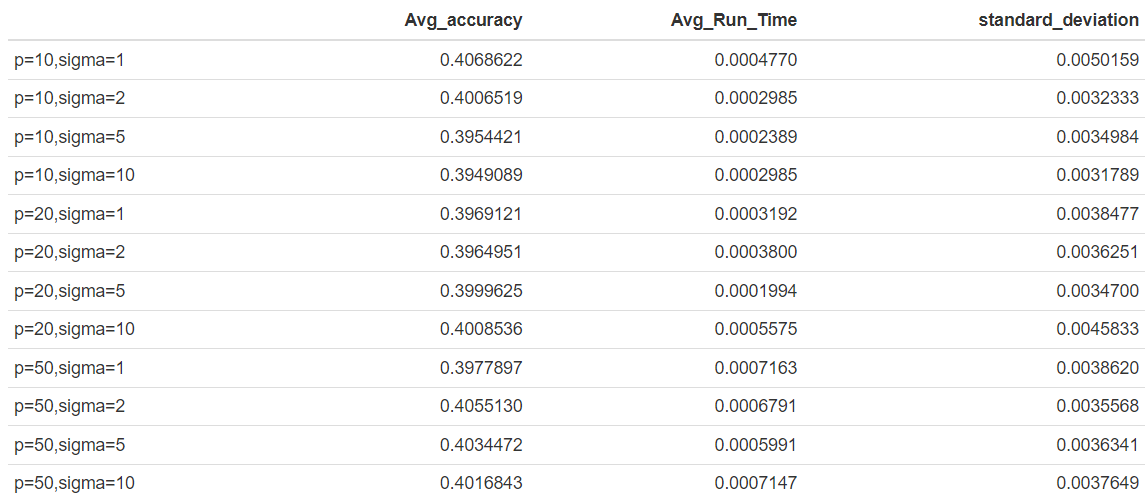 Avg_accuracy Avg_Run_Time standard_deviation
p=10,sigma=1 0.4068622 0.0004770 0.0050159
p=10,sigma=2 0.4006519 0.0002985 0.0032333
p=10,sigma=5 0.3954421 0.0002389 0.0034984
p=10,sigma=10 0.3949089 0.0002985 0.0031789
p=20,sigma=1 0.3969121 0.0003192 0.0038477
p=20,sigma=2 0.3964951 0.0003800 0.0036251
p=20,sigma=5 0.3999625 0.0001994 0.0034700
p=20,sigma=10 0.4008536 0.0005575 0.0045833
p=50,sigma=1 0.3977897 0.0007163 0.0038620
p=50,sigma=2 0.4055130 0.0006791 0.0035568
p=50,sigma=5 0.4034472 0.0005991 0.0036341
p=50,sigma=10 0.4016843 0.0007147 0.0037649